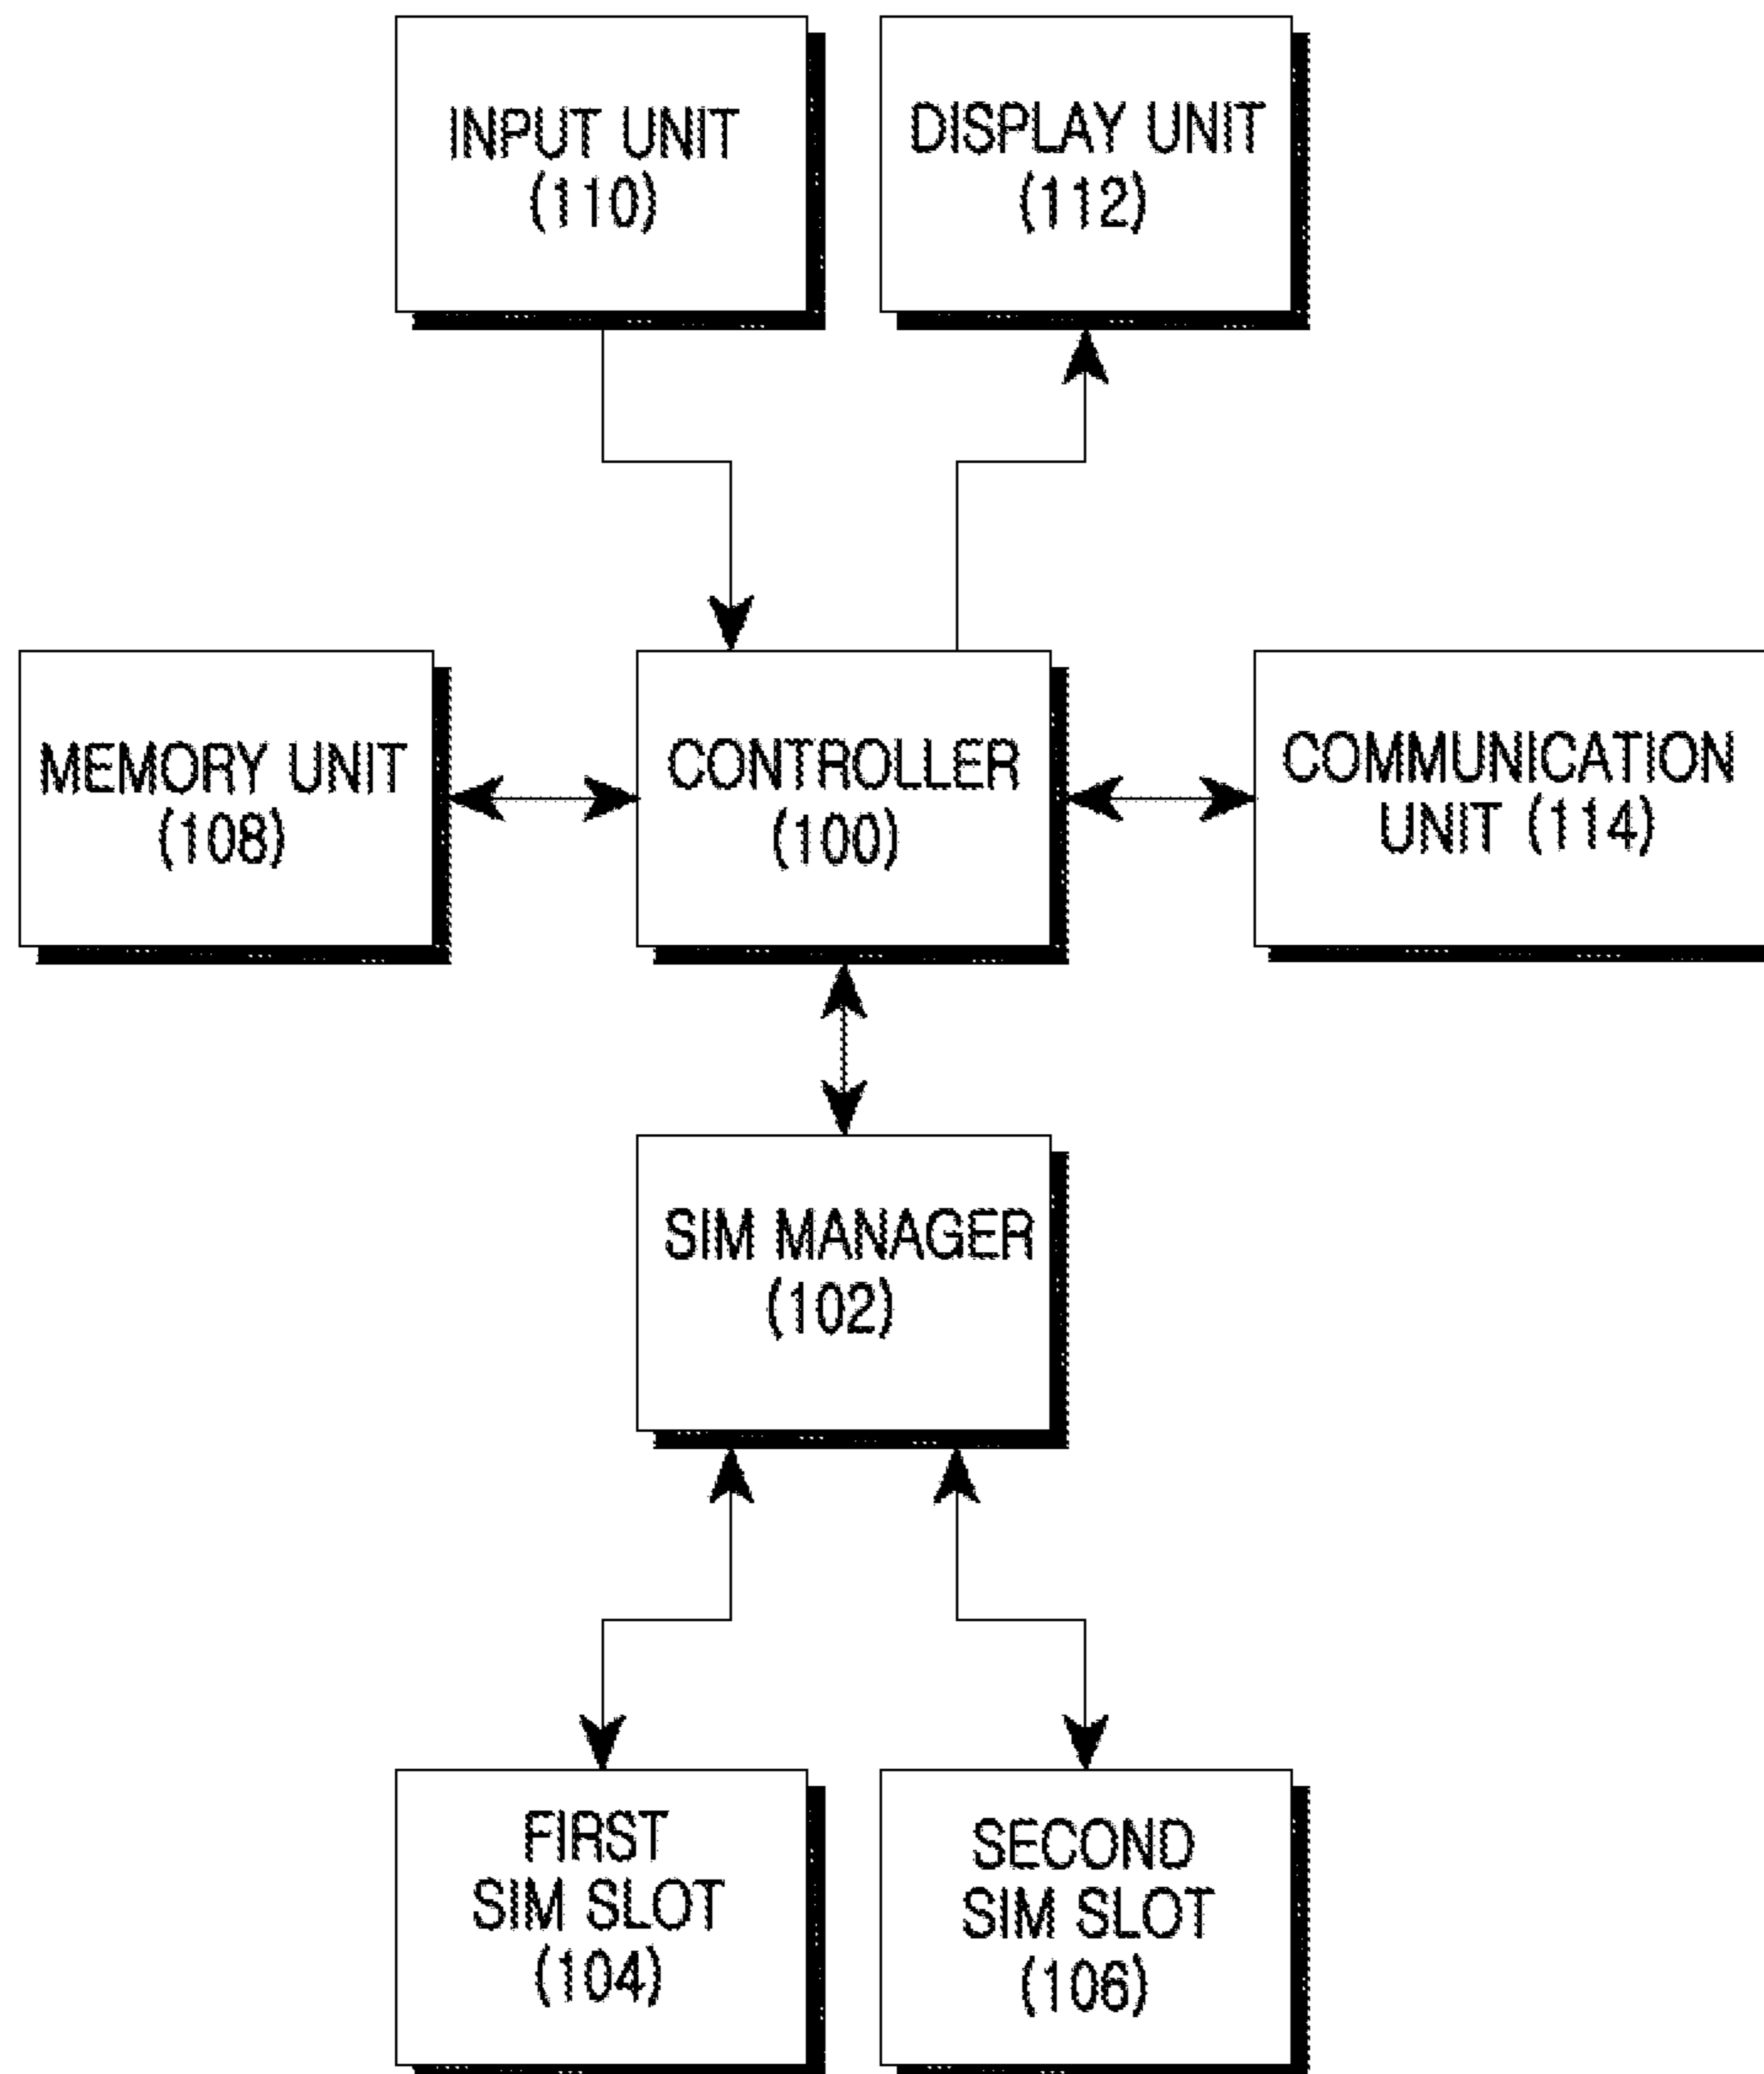 INPUT UNIT
(110)
DISPLAY UNIT
(112)
MEMORY UNIT
(108)
CONTROLLER
(100)
COMMUNICATION
UNIT (114)
SIM MANAGER
(102)
FIRST
SIM SLOT
(104)
SECOND
SIM SLOT
(106)